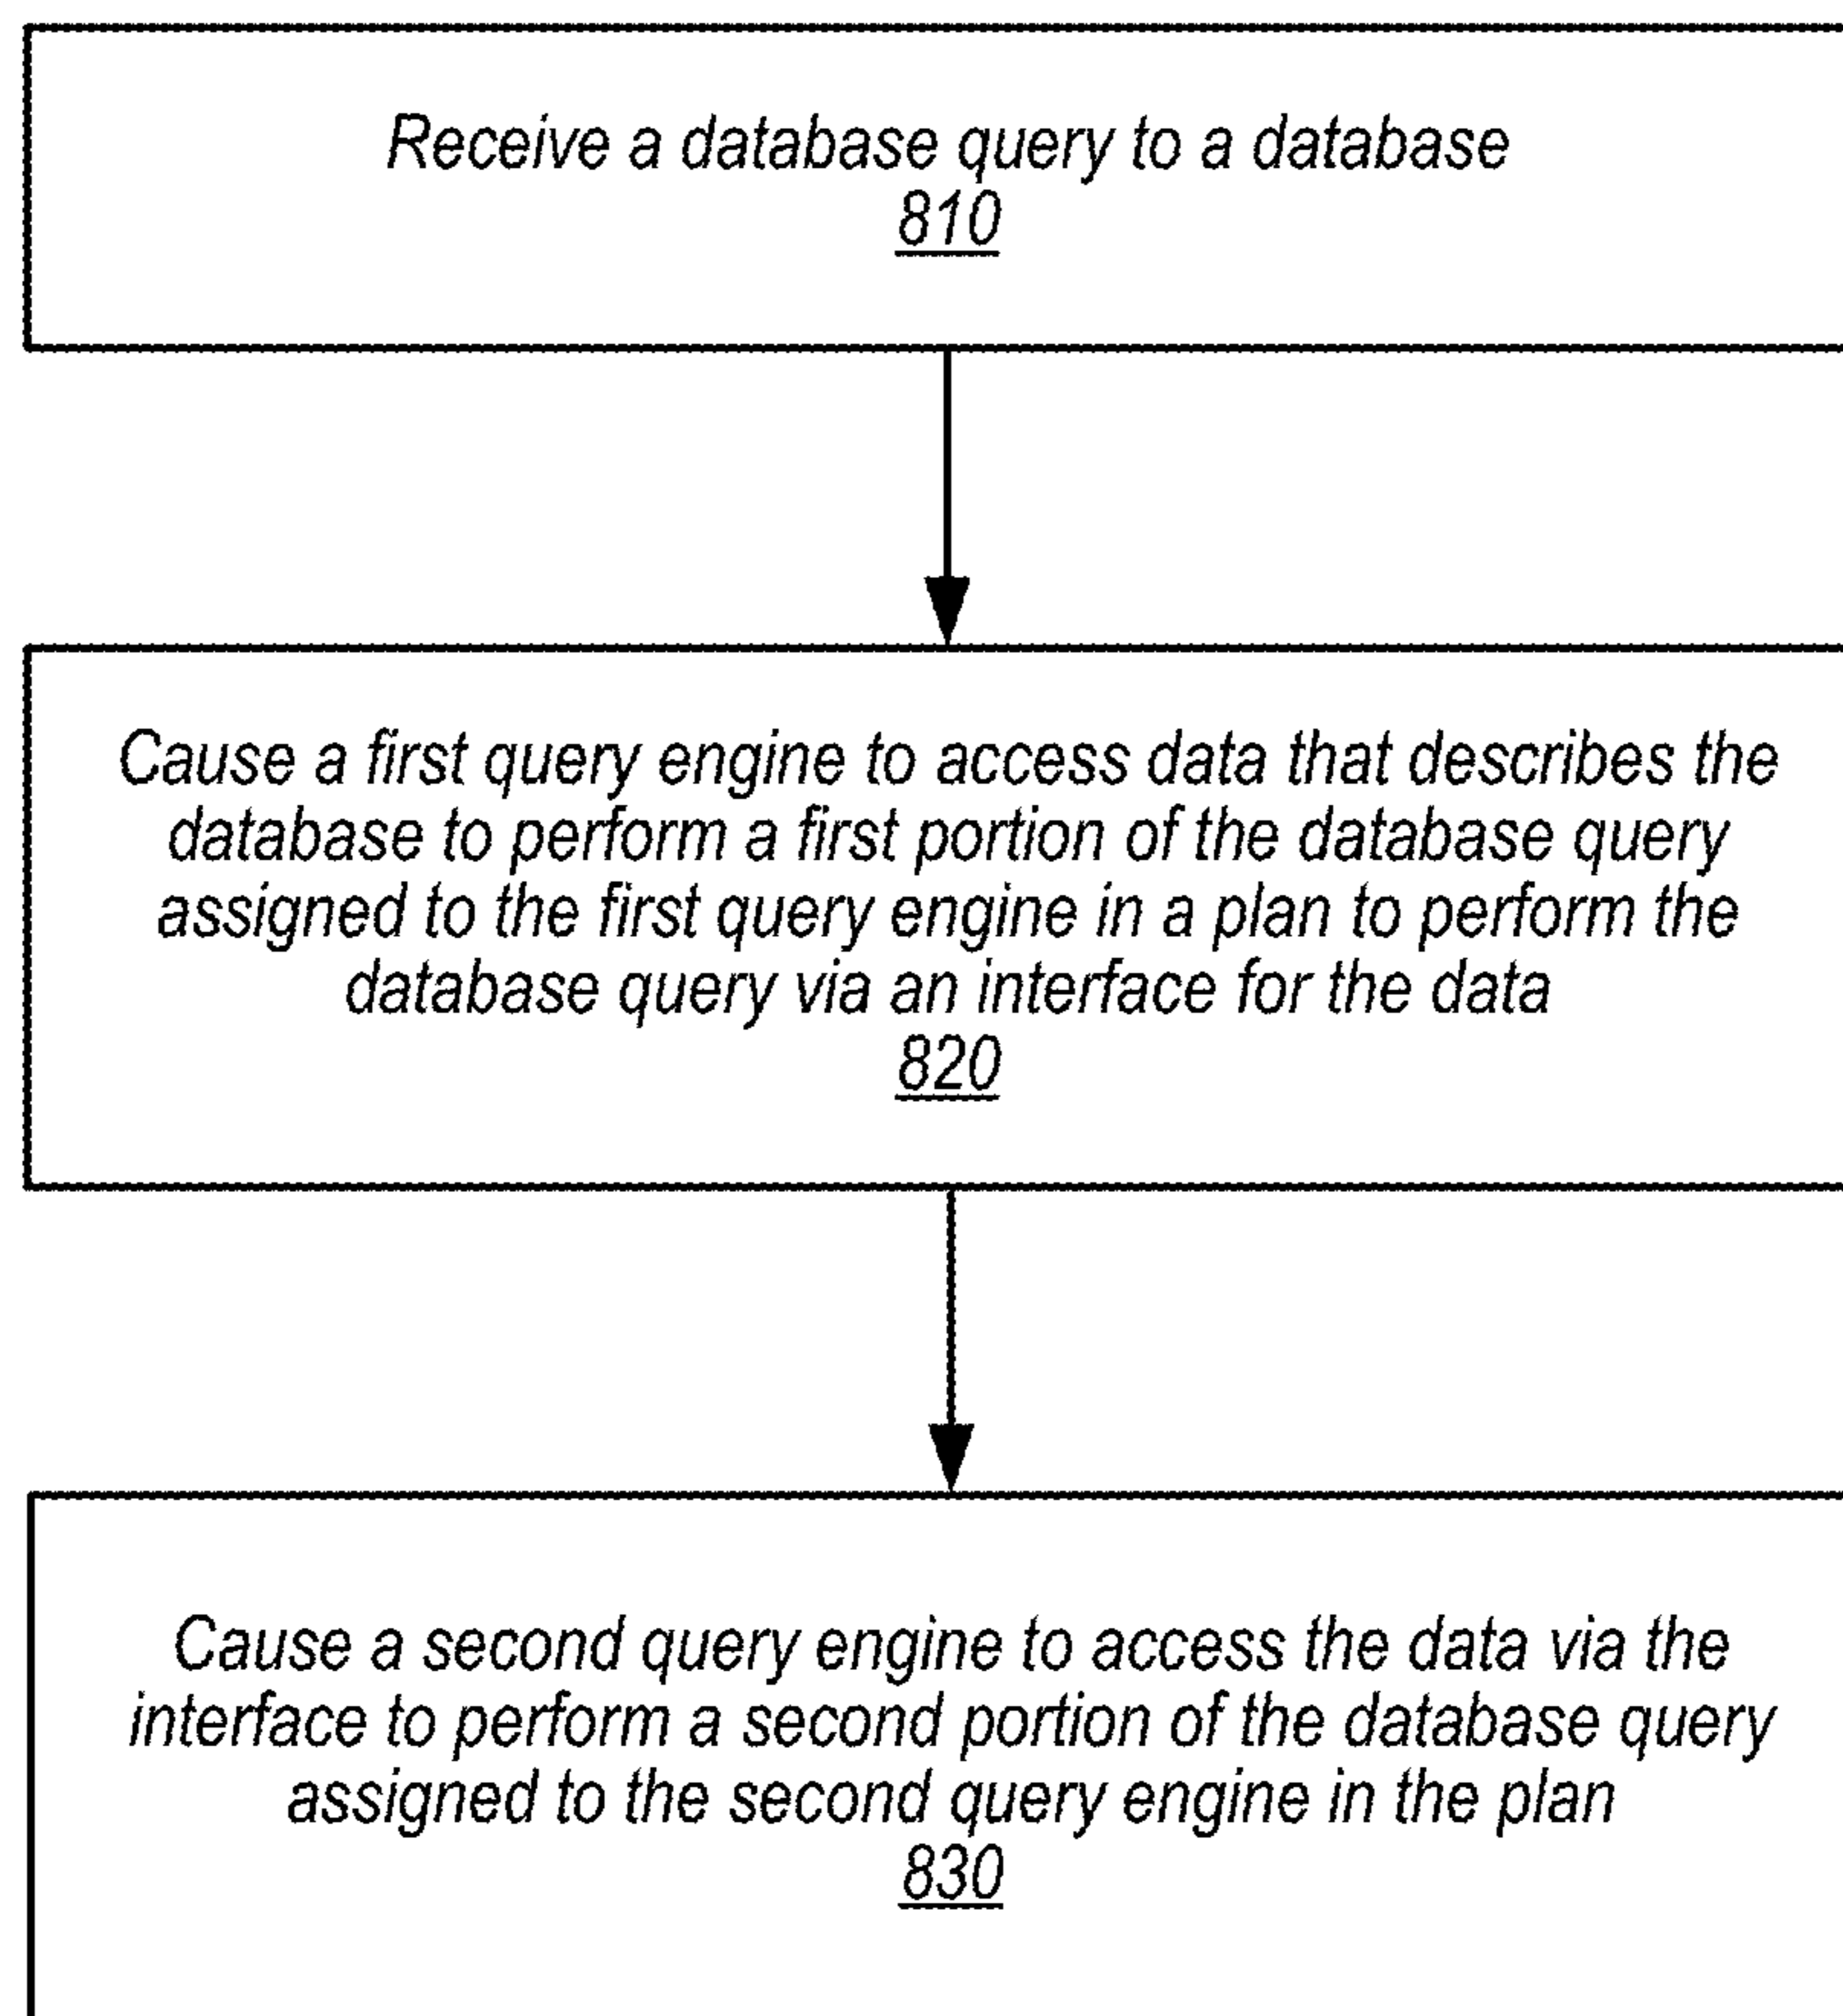 Receive a database query to a database
810
Cause a first query engine to access data that describes the
database to perform a first portion of the database query
assigned to the first query engine in a plan to perform the
database query via an interface for the data
820
Cause a second query engine to access the data via the
interface to perform a second portion of the database query
assigned to the second query engine in the plan
830